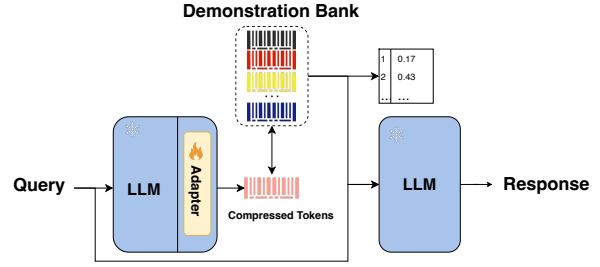 Demonstration Bank
...
1 0.17
2 0.43
... ...
Query
LLM
Adapter
Compressed Tokens
LLM
Response